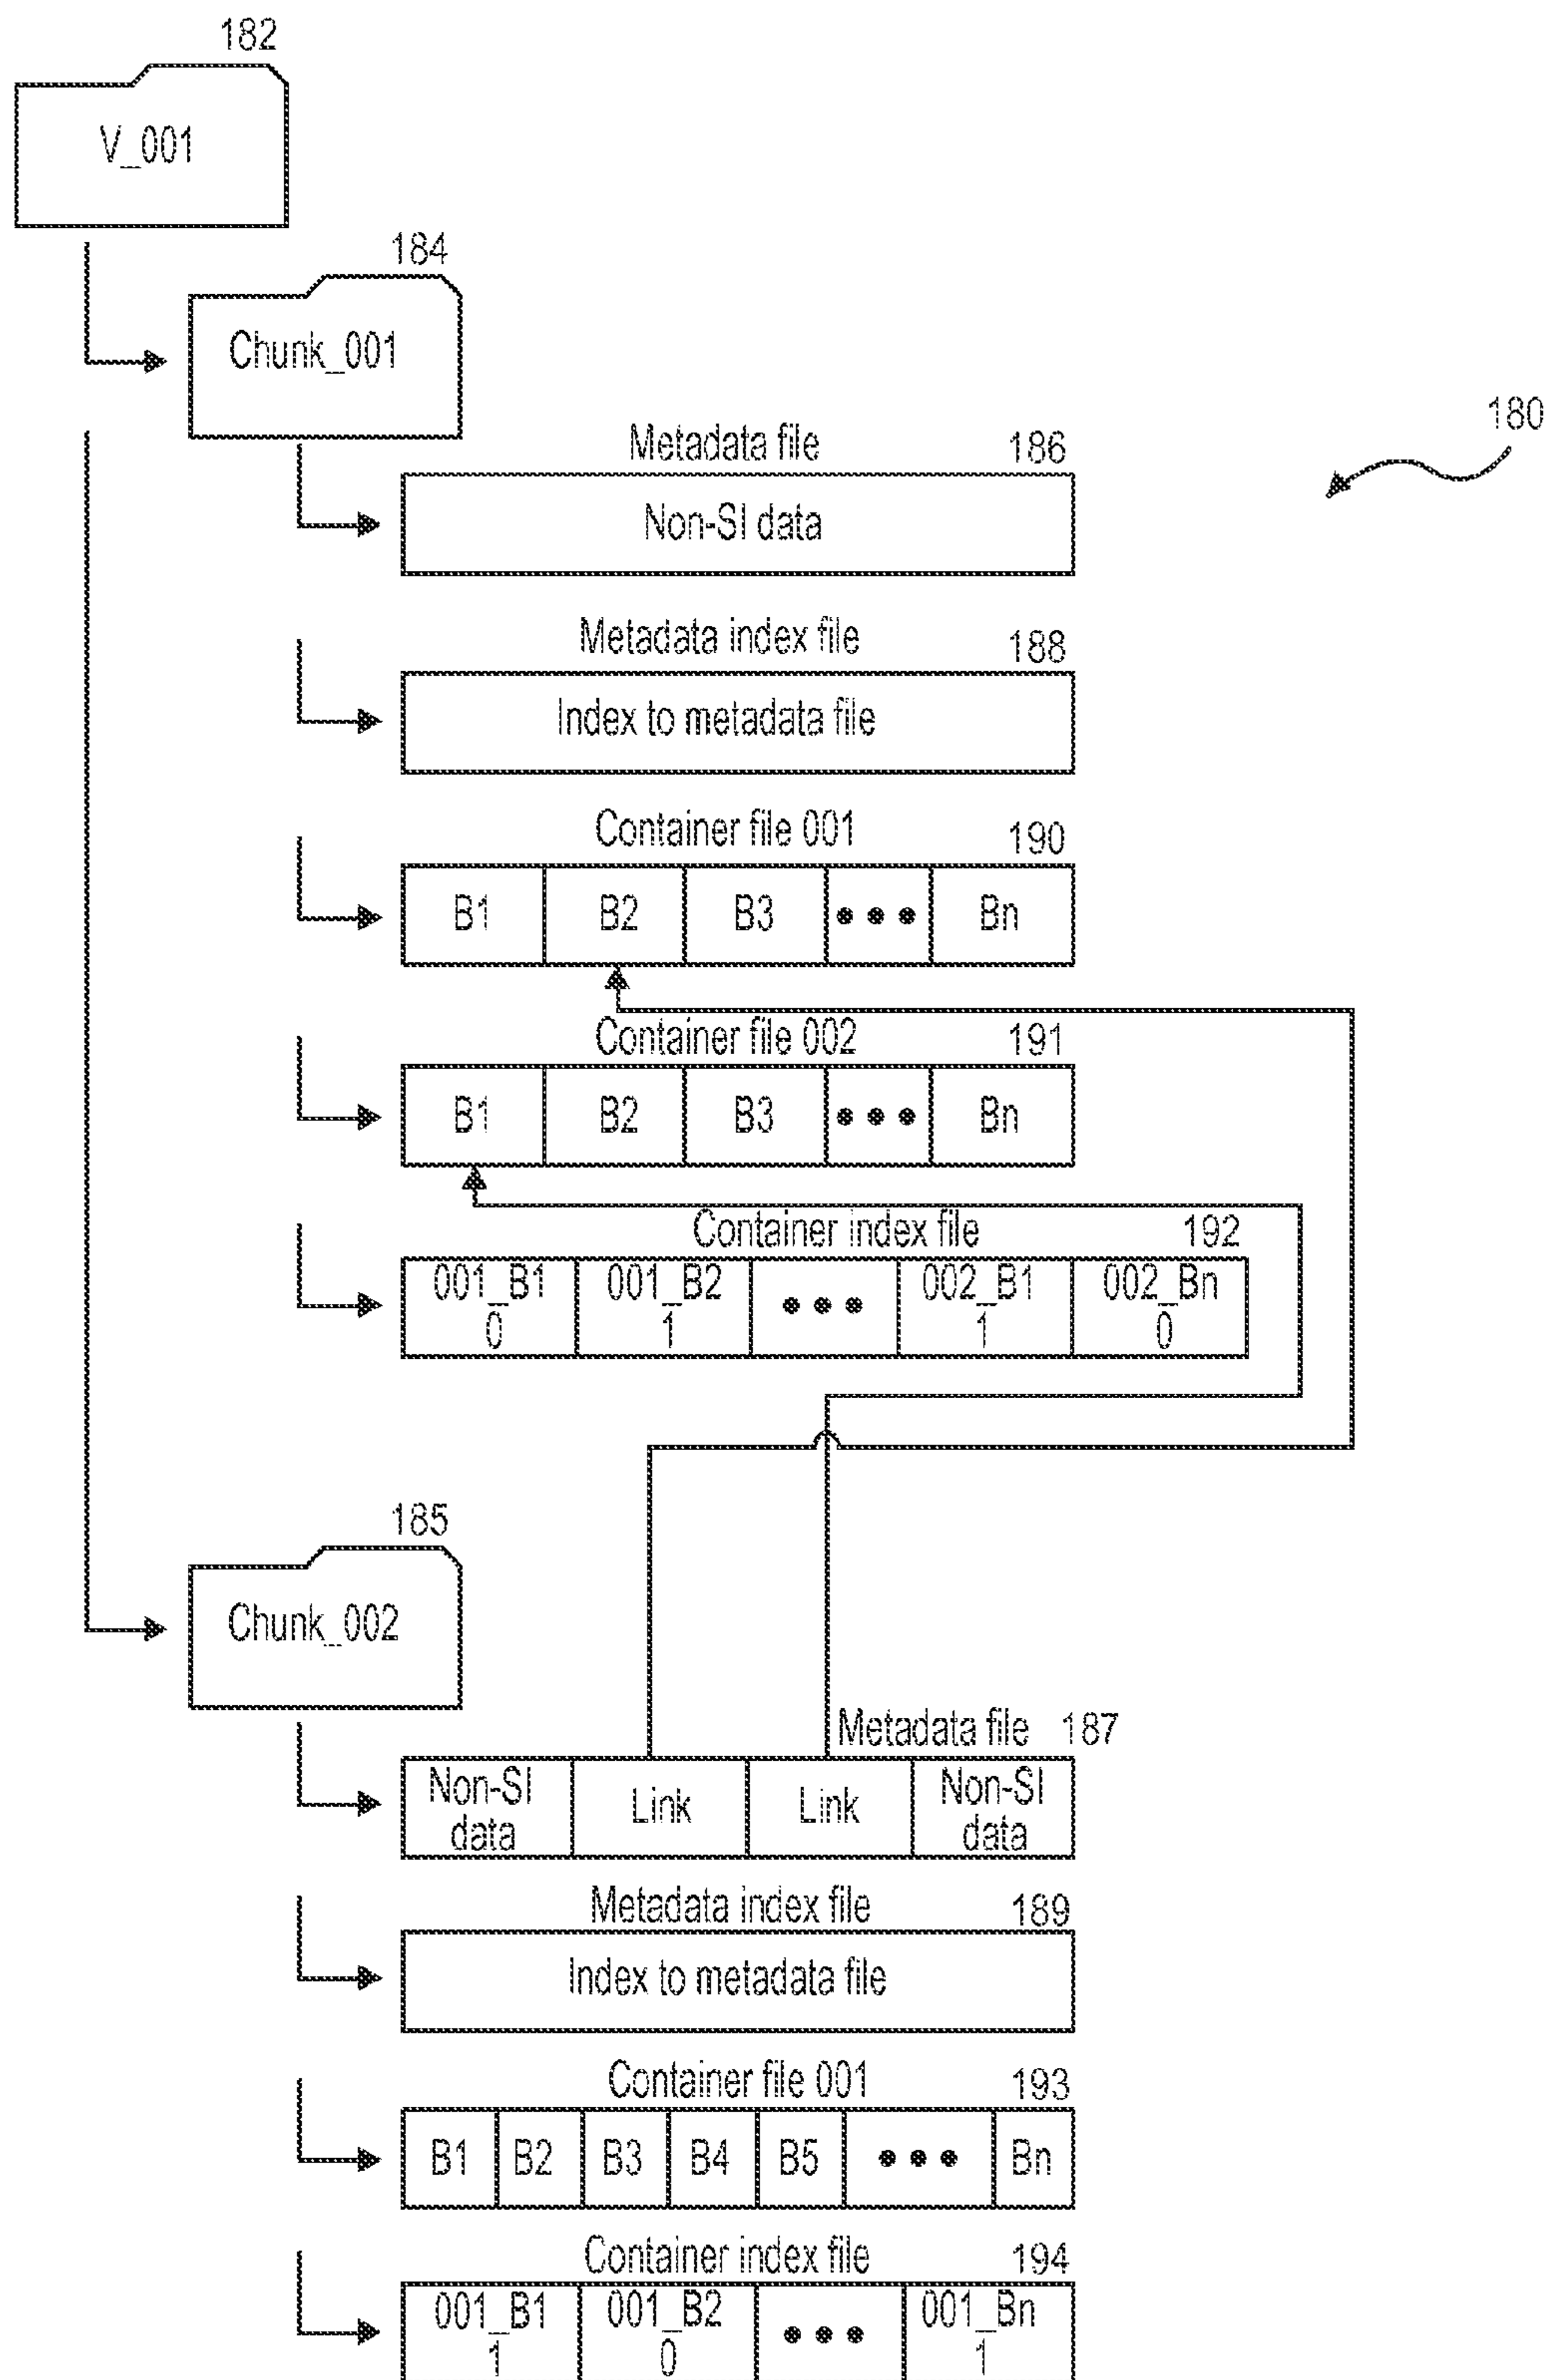 182
V_001
184
Chunk_001
180
Metadata file 186
Non-SI data
Metadata index file 188
Index to metadata file
Container file 001 190
B1 B2 B3 ••• Bn
Container file 002 191
B1 B2 B3 ••• Bn
Container index file 192
001_B1 001_B2 ••• 002_B1 002_Bn
0 1 1 0
185
Chunk_002
Metadata file 187
Non-SI Link Link Non-SI
data data
Metadata index file 189
Index to metadata file
Container file 001 193
B1 B2 B3 B4 B5 ••• Bn
Container index file 194
001_B1 001_B2 ••• 001_Bn
1 0 1